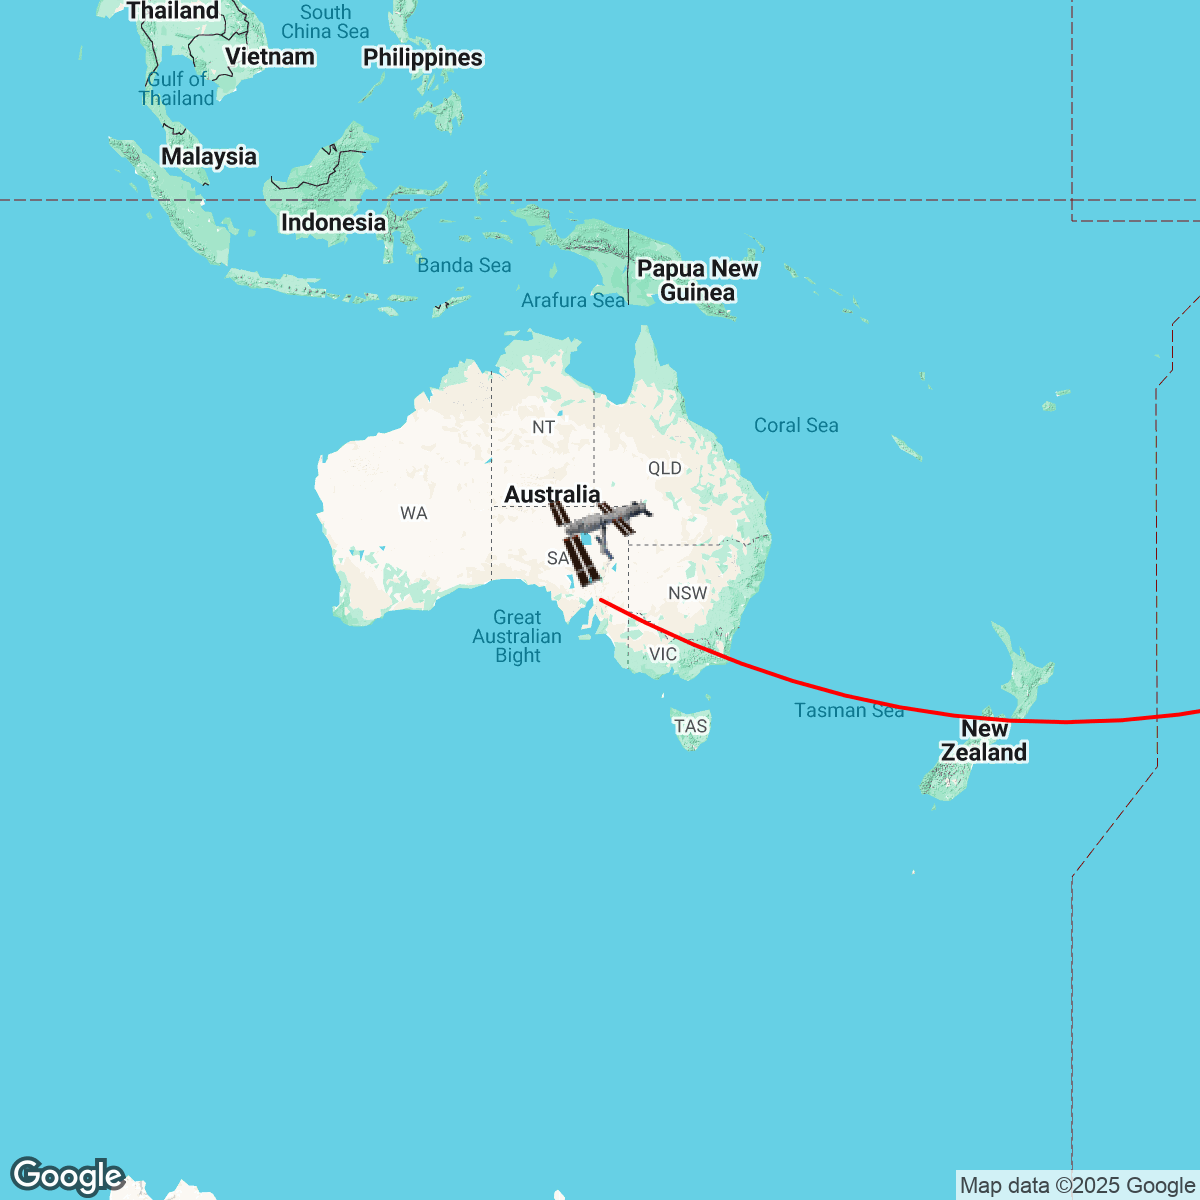 Thailand
South
China Sea
Vietnam
Philippines
Gulf of
Thailand
Malaysia
Indonesia
Banda Sea
Papua New
Guinea
Arafura Sea
NT
Coral Sea
QLD
Australia
WA
SA
NSW
Great
Australian
Bight
VIC
Tasman Sea
TAS
New
Zealand
Google
Map data ©2025 Google